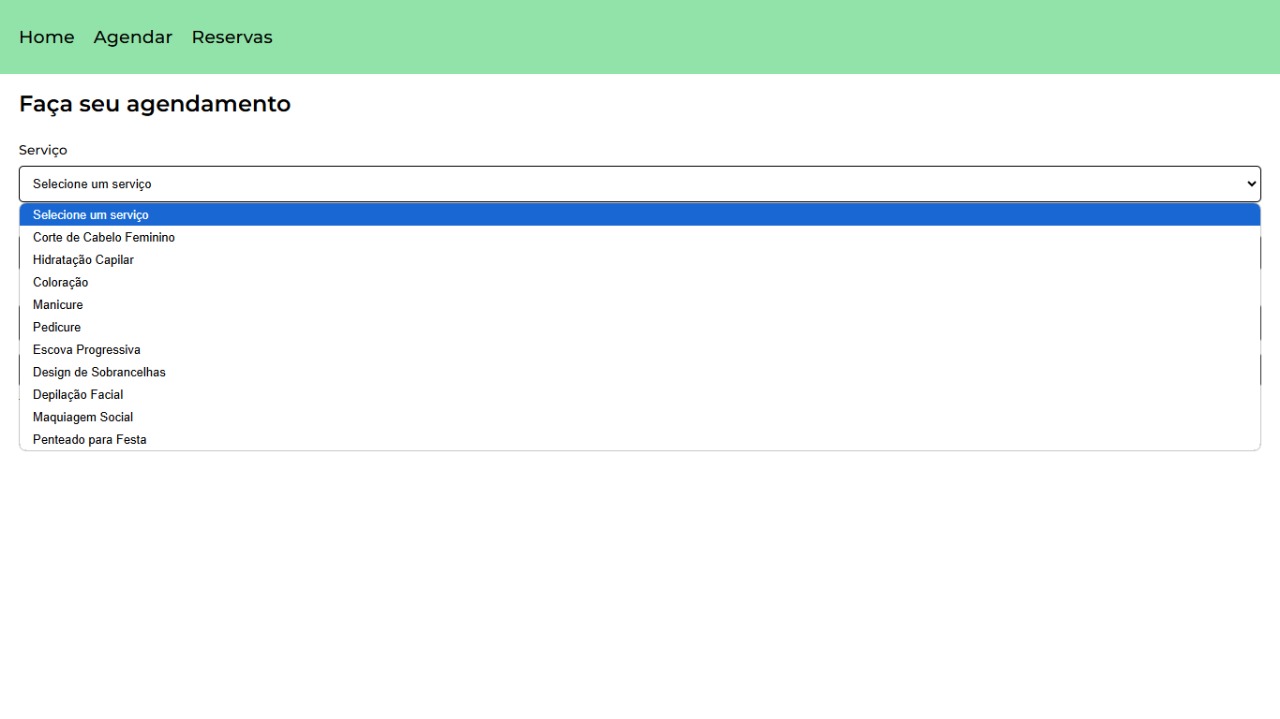 Home Agendar Reservas
Faça seu agendamento
Serviço
Selecione um serviço
Selecione um serviço
Corte de Cabelo Feminino
Hidratação Capilar
Coloração
Manicure
Pedicure
Escova Progressiva
Design de Sobrancelhas
Depilação Facial
Maquiagem Social
Penteado para Festa